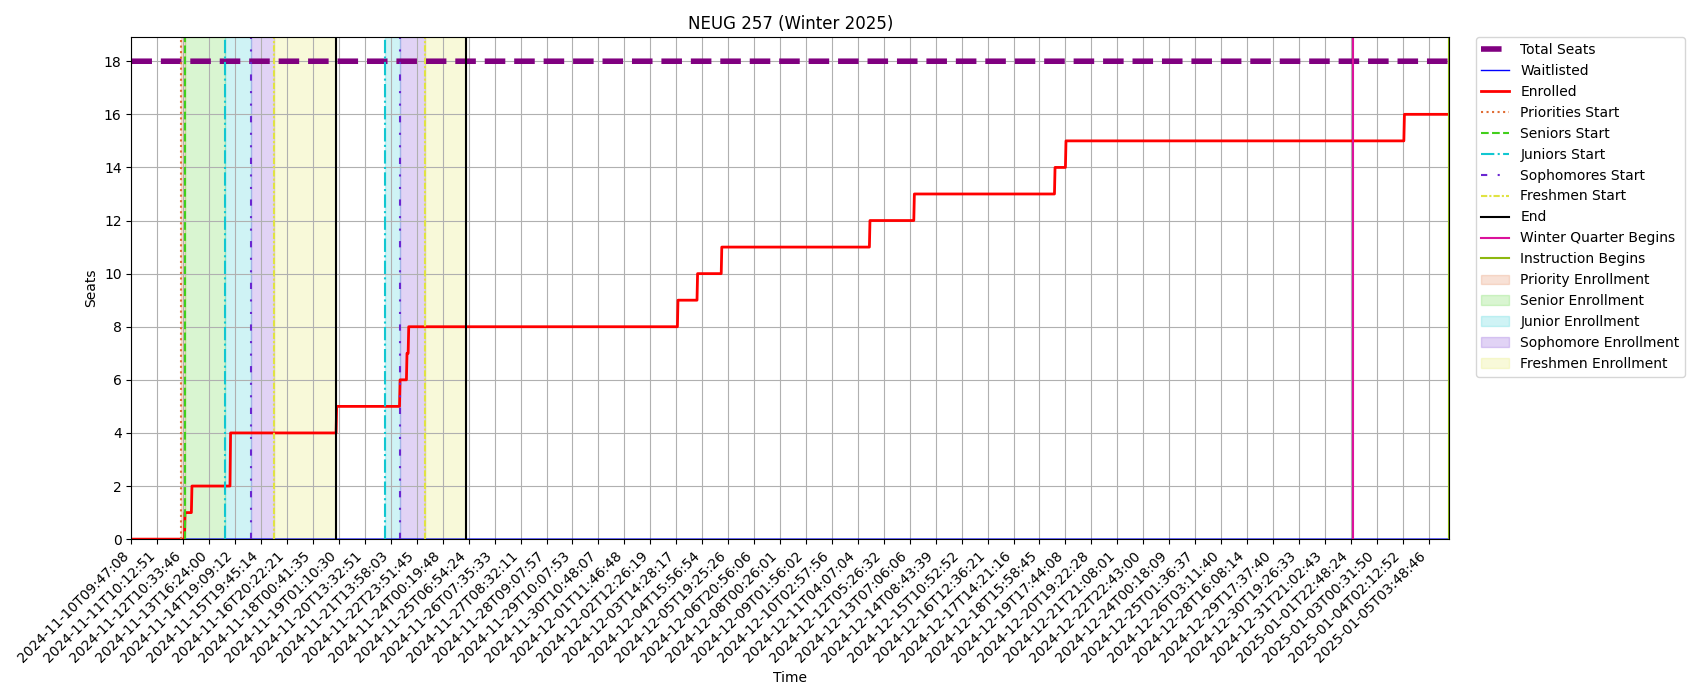 NEUG 257 (Winter 2025)
Seats
18
16
14
12
10
8
6
4
2
0
2024-11-10T09:47:08
2024-11-11T10:12:51
2024-11-12T10:33:46
2024-11-13T16:24:00
2024-11-14T19:09:12
2024-11-15T19:45:14
2024-11-16T20:22:21
2024-11-18T00:41:35
2024-11-19T01:10:30
2024-11-20T13:32:51
2024-11-21T13:58:03
2024-11-22T23:51:45
2024-11-24T00:19:48
2024-11-25T06:54:24
2024-11-26T07:35:33
2024-11-27T08:32:11
2024-11-28T09:07:57
2024-11-29T10:07:53
2024-11-30T10:48:07
2024-12-01T11:46:48
2024-12-02T12:26:19
2024-12-03T14:28:17
2024-12-04T15:56:54
2024-12-05T19:25:26
2024-12-06T20:56:06
2024-12-08T00:26:01
2024-12-09T01:56:02
2024-12-10T02:57:56
2024-12-11T04:07:04
2024-12-12T05:26:32
2024-12-13T07:06:06
2024-12-14T08:43:39
2024-12-15T10:52:52
2024-12-16T12:36:21
2024-12-17T14:21:16
2024-12-18T15:58:45
2024-12-19T17:44:08
2024-12-20T19:22:28
2024-12-21T21:08:01
2024-12-22T22:43:00
2024-12-24T00:18:09
2024-12-25T01:36:37
2024-12-26T03:11:40
2024-12-28T16:08:14
2024-12-29T17:37:40
2024-12-30T19:26:33
2024-12-31T21:02:43
2025-01-01T22:48:24
2025-01-03T00:31:50
2025-01-04T02:12:52
2025-01-05T03:48:46
Time
Total Seats
Waitlisted
Enrolled
Priorities Start
Seniors Start
Juniors Start
Sophomores Start
Freshmen Start
End
Winter Quarter Begins
Instruction Begins
Priority Enrollment
Senior Enrollment
Junior Enrollment
Sophomore Enrollment
Freshmen Enrollment